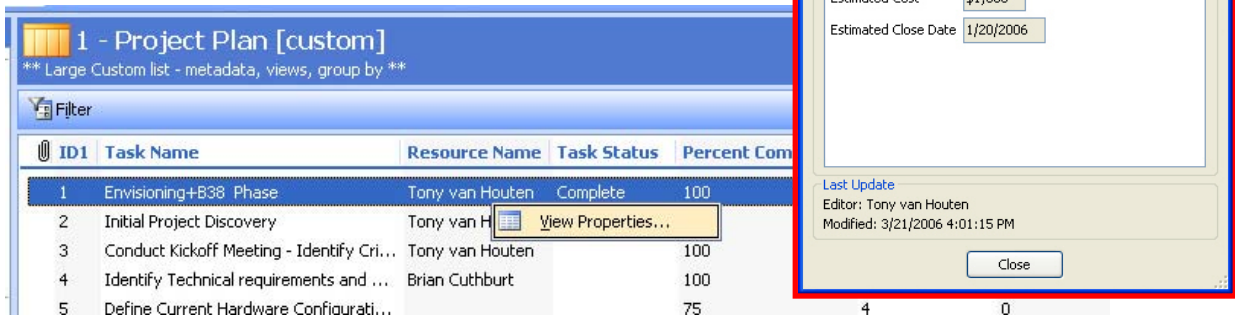 1 - Project Plan [custom]
** Large Custom list - metadata, views, group by **
Filter
ID1 Task Name Resource Name Task Status Percent Com
1 Envisioning+B38 Phase Tony van Houten Complete 100
2 Initial Project Discovery Tony van H
View Properties...
3 Conduct Kickoff Meeting - Identify Cri... Tony van Houten 100
4 Identify Technical requirements and ... Brian Cuthburt 100
5 Define Current Hardware Configurati... 75 4 0
Estimated Cost $1,000
Estimated Close Date 1/20/2006
Last Update
Editor: Tony van Houten
Modified: 3/21/2006 4:01:15 PM
Close